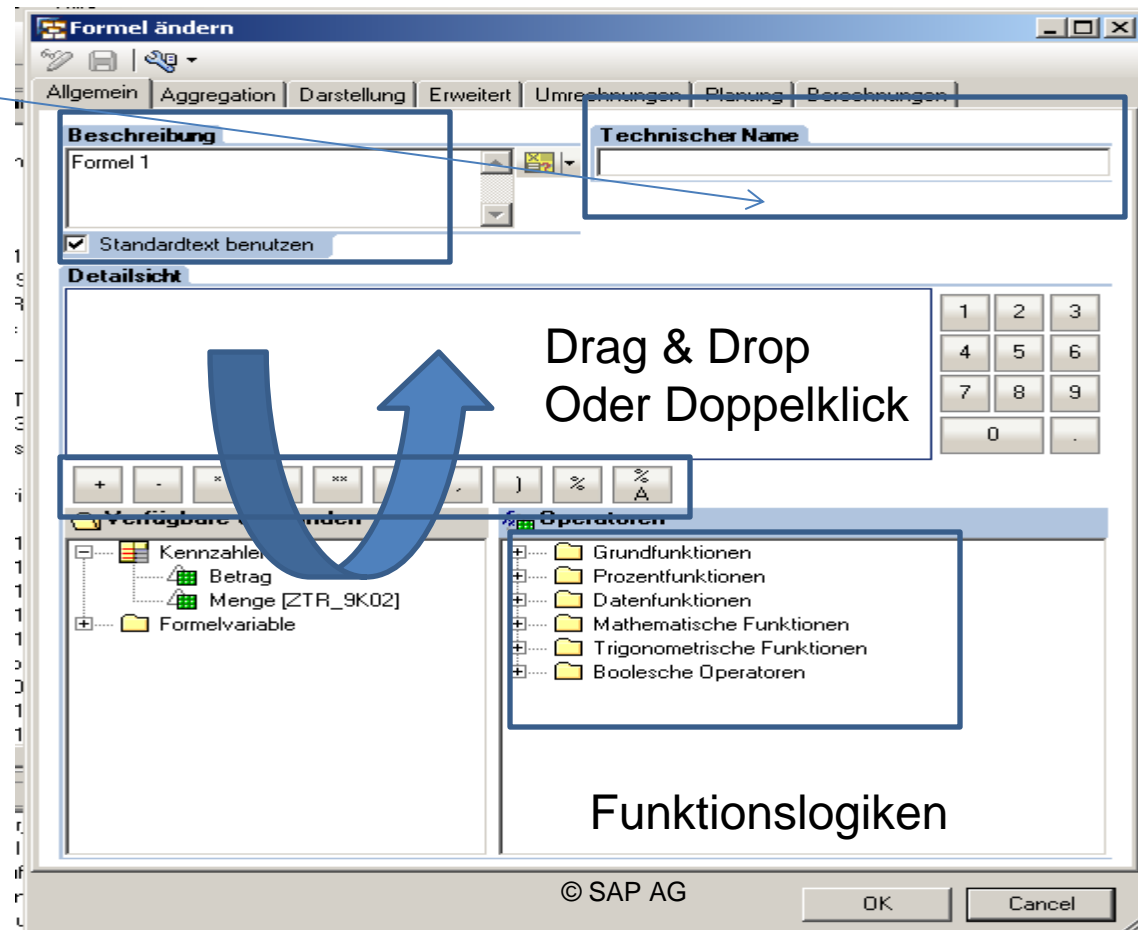 Formel ändern
Allgemein Aggregation Darstellung Erweitert Umrechnungen Planung Berechnungen
Beschreibung
Technischer Name
Formel 1
Standardtext benutzen
Detailsicht
1 2 3
4 5 6
7 8 9
0 .
Drag & Drop
Oder Doppelklick
+ - * ** , ) % %A
Verfügbare
Operatoren
Kennzahlen
Betrag
Menge [ZTR_9K02]
Formelvariable
Grundfunktionen
Prozentfunktionen
Datenfunktionen
Mathematische Funktionen
Trigonometrische Funktionen
Boolesche Operatoren
Funktionslogiken
© SAP AG
OK Cancel